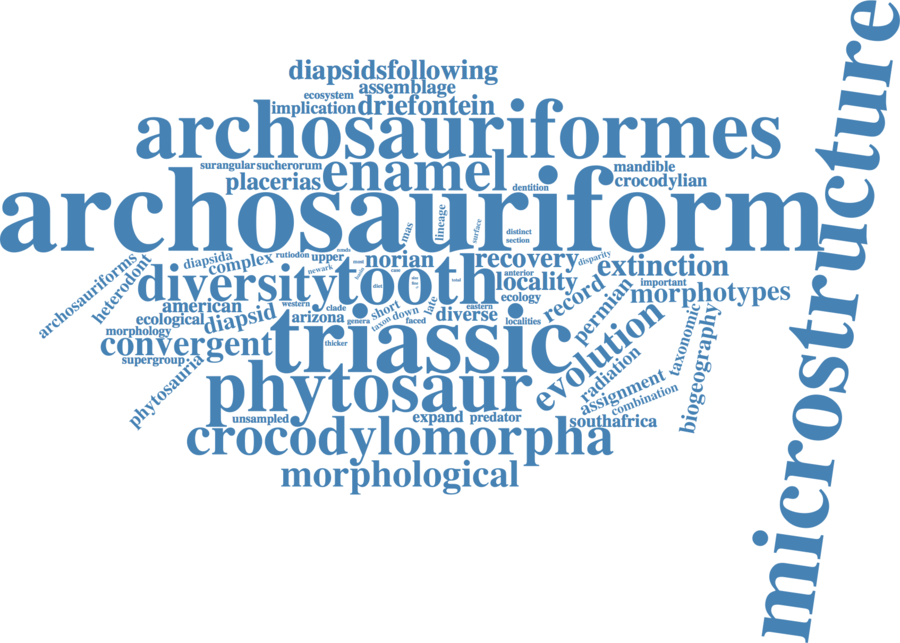 diapsidsfollowing
assemblage
ecosystem
implication
driefontein
archosauriformes
surangular
sucherorum
enamel
mandible
placerias
dentition
crocodylian
archosauriform
microstructure
mas
lineage
surface
distinct
section
archosauriforms
heterodont
diapsida
complex
rutiodon
upper
newark
norian
recovery
disparity
extinction
diversity
tooth
anterior
locality
important
morphotypes
ecology
record
permian
american
western
clade
short
late
eastern
ecological
diapsid
arizona
genera
taxon
down
faced
diverse
localities
morphology
convergent
triassic
thicker
evolution
taxonomic
biogeography
supergroup
phytosauria
phytosaur
radiation
assignment
combination
unsampled
expand
predator
southafrica
crocodylomorpha
morphological